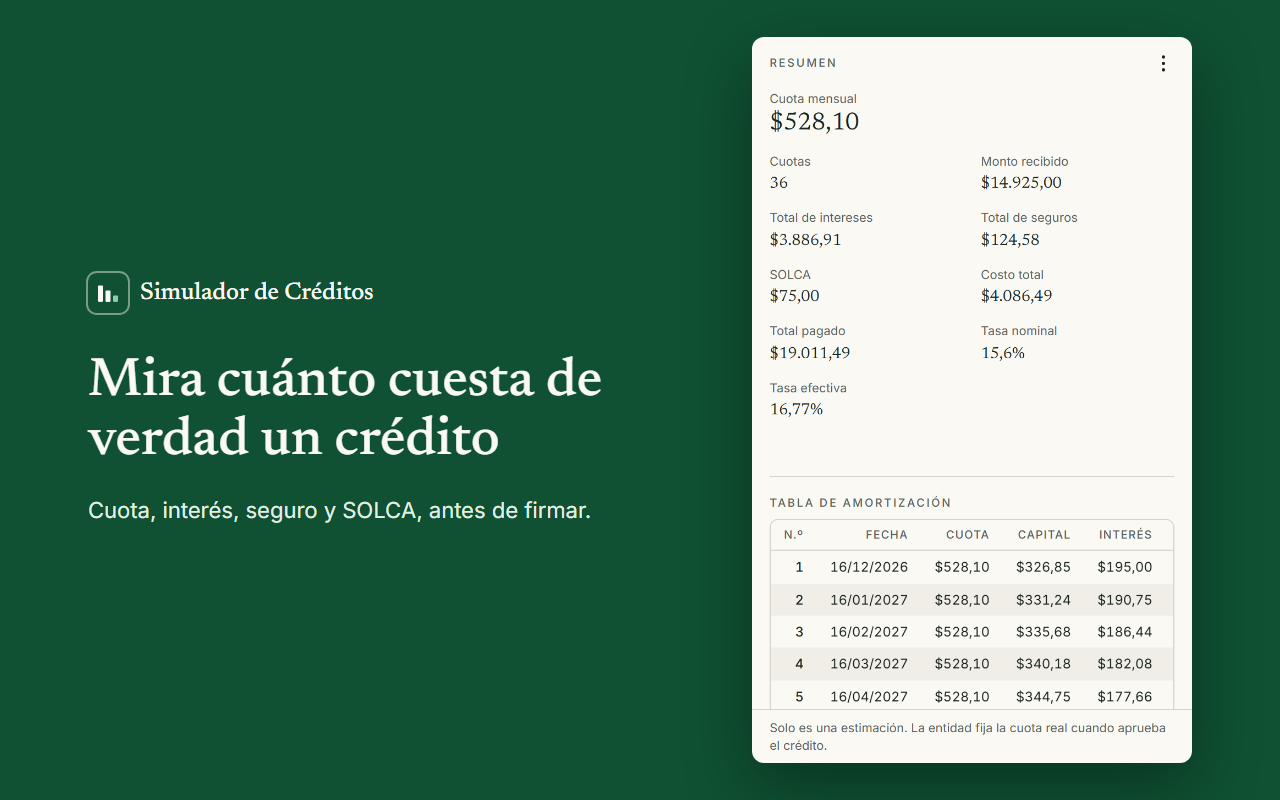 Simulador de Créditos
Mira cuánto cuesta de
verdad un crédito
Cuota, interés, seguro y SOLCA, antes de firmar.
RESUMEN
Cuota mensual
$528,10
Cuotas
36
Monto recibido
$14.925,00
Total de intereses
$3.886,91
Total de seguros
$124,58
SOLCA
$75,00
Costo total
$4.086,49
Total pagado
$19.011,49
Tasa nominal
15,6%
Tasa efectiva
16,77%
TABLA DE AMORTIZACIÓN
N.º FECHA CUOTA CAPITAL INTERÉS
1 16/12/2026 $528,10 $326,85 $195,00
2 16/01/2027 $528,10 $331,24 $190,75
3 16/02/2027 $528,10 $335,68 $186,44
4 16/03/2027 $528,10 $340,18 $182,08
5 16/04/2027 $528,10 $344,75 $177,66
Solo es una estimación. La entidad fija la cuota real cuando aprueba
el crédito.